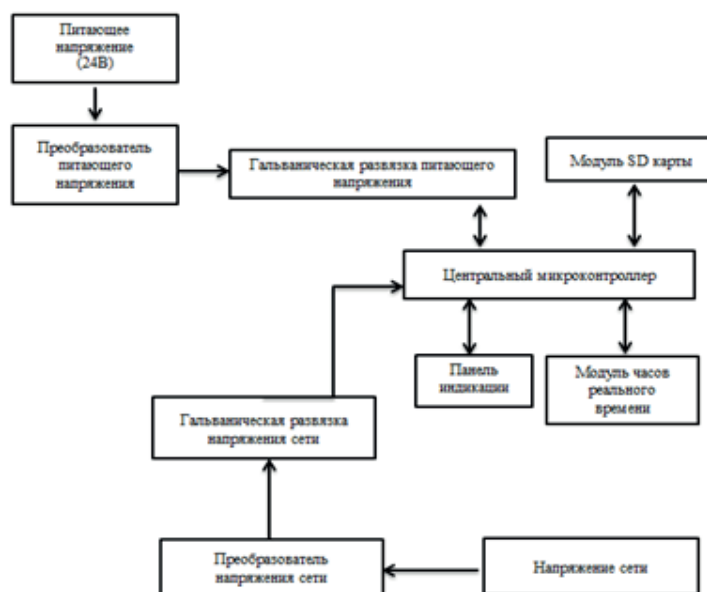 Питающее
напряжение
(24В)
Преобразователь
питающего
напряжения
Гальваническая развязка питающего
напряжения
Модуль SD карты
Центральный микроконтроллер
Панель
индикации
Модуль часов
реального
времени
Гальваническая развязка
напряжения сети
Преобразователь
напряжения сети
Напряжение сети